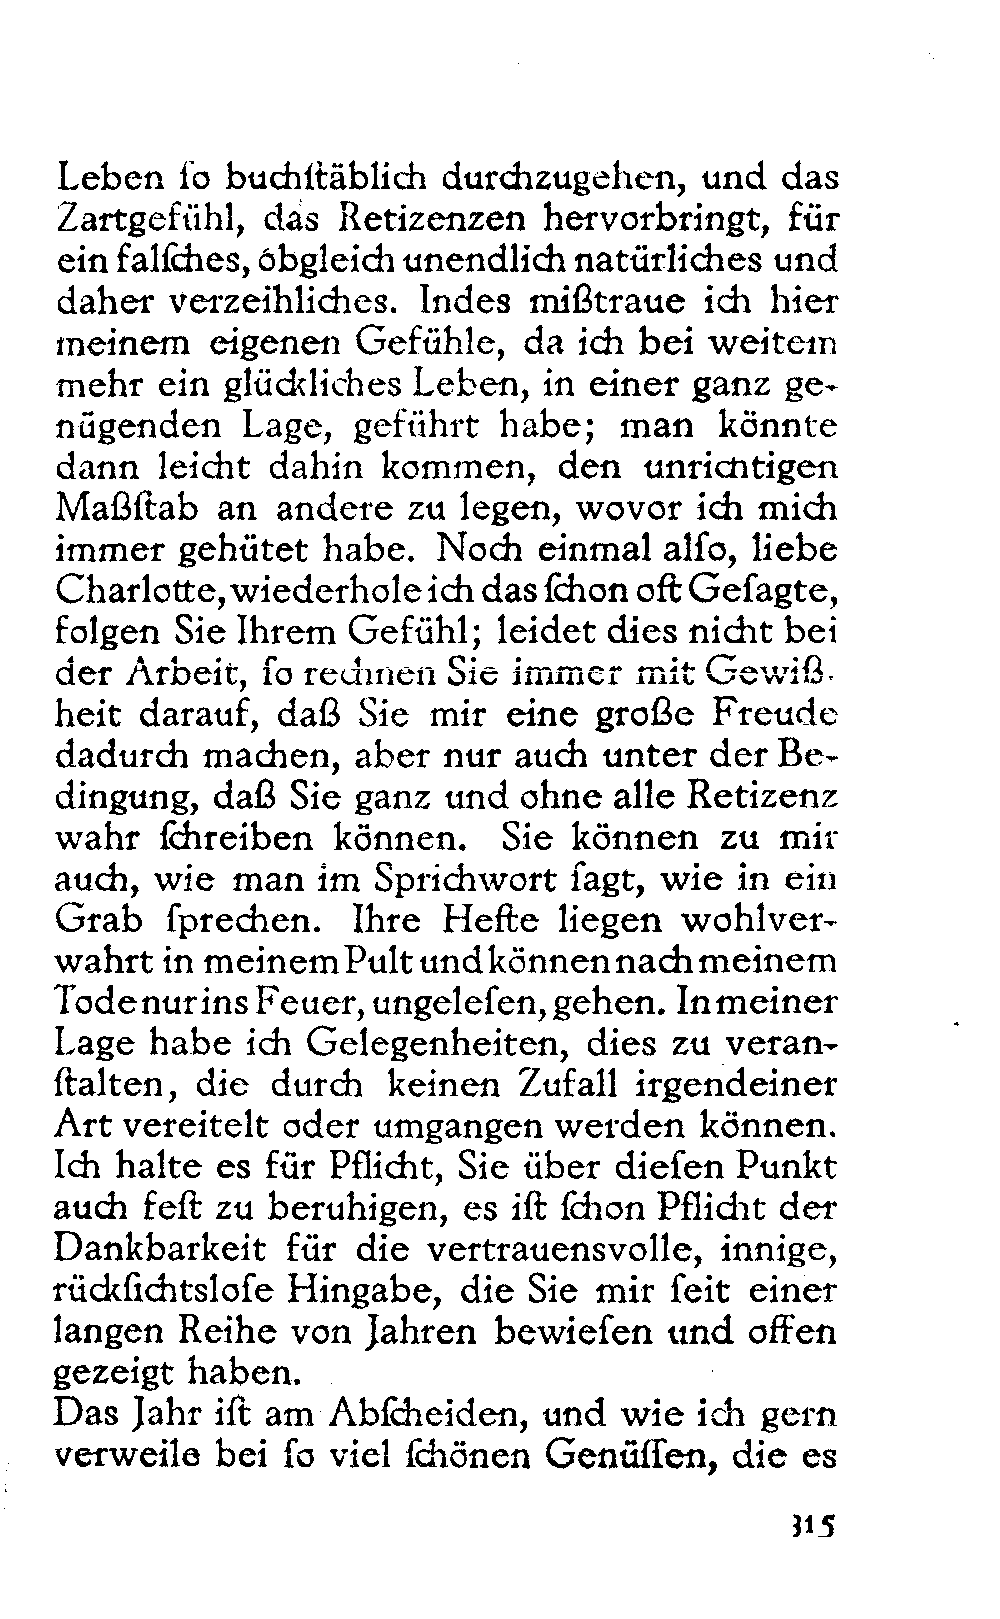 Leben ſo buchſtäblich durchzugehen, und das
Zartgefühl, das Retizenzen hervorbringt, für
ein falſches, obgleich unendlich natürliches und
daher verzeihliches. Indes mißtraue ich hier
meinem eigenen Gefühle, da ich bei weitem
mehr ein glückliches Leben, in einer ganz ge-
nügenden Lage, geführt habe; man könnte
dann leicht dahin kommen, den unrichtigen
Maßſtab an andere zu legen, wovor ich mich
immer gehütet habe. Noch einmal alſo, liebe
Charlotte, wiederhole ich das ſchon oft Geſagte,
folgen Sie Ihrem Gefühl; leidet dies nicht bei
der Arbeit, ſo rechnen Sie immer mit Gewiß-
heit darauf, daß Sie mir eine große Freude
dadurch machen, aber nur auch unter der Be-
dingung, daß Sie ganz und ohne alle Retizenz
wahr ſchreiben können. Sie können zu mir
auch, wie man im Sprichwort ſagt, wie in ein
Grab ſprechen. Ihre Hefte liegen wohlver-
wahrt in meinem Pult und können nach meinem
Tode nur ins Feuer, ungeleſen, gehen. In meiner
Lage habe ich Gelegenheiten, dies zu veran-
ſtalten, die durch keinen Zufall irgendeiner
Art vereitelt oder umgangen werden können.
Ich halte es für Pflicht, Sie über dieſen Punkt
auch feſt zu beruhigen, es iſt ſchon Pflicht der
Dankbarkeit für die vertrauensvolle, innige,
rückſichtsloſe Hingabe, die Sie mir ſeit einer
langen Reihe von Jahren bewieſen und offen
gezeigt haben.
Das Jahr iſt am Abſcheiden, und wie ich gern
verweile bei ſo viel ſchönen Genüſſen, die es
315